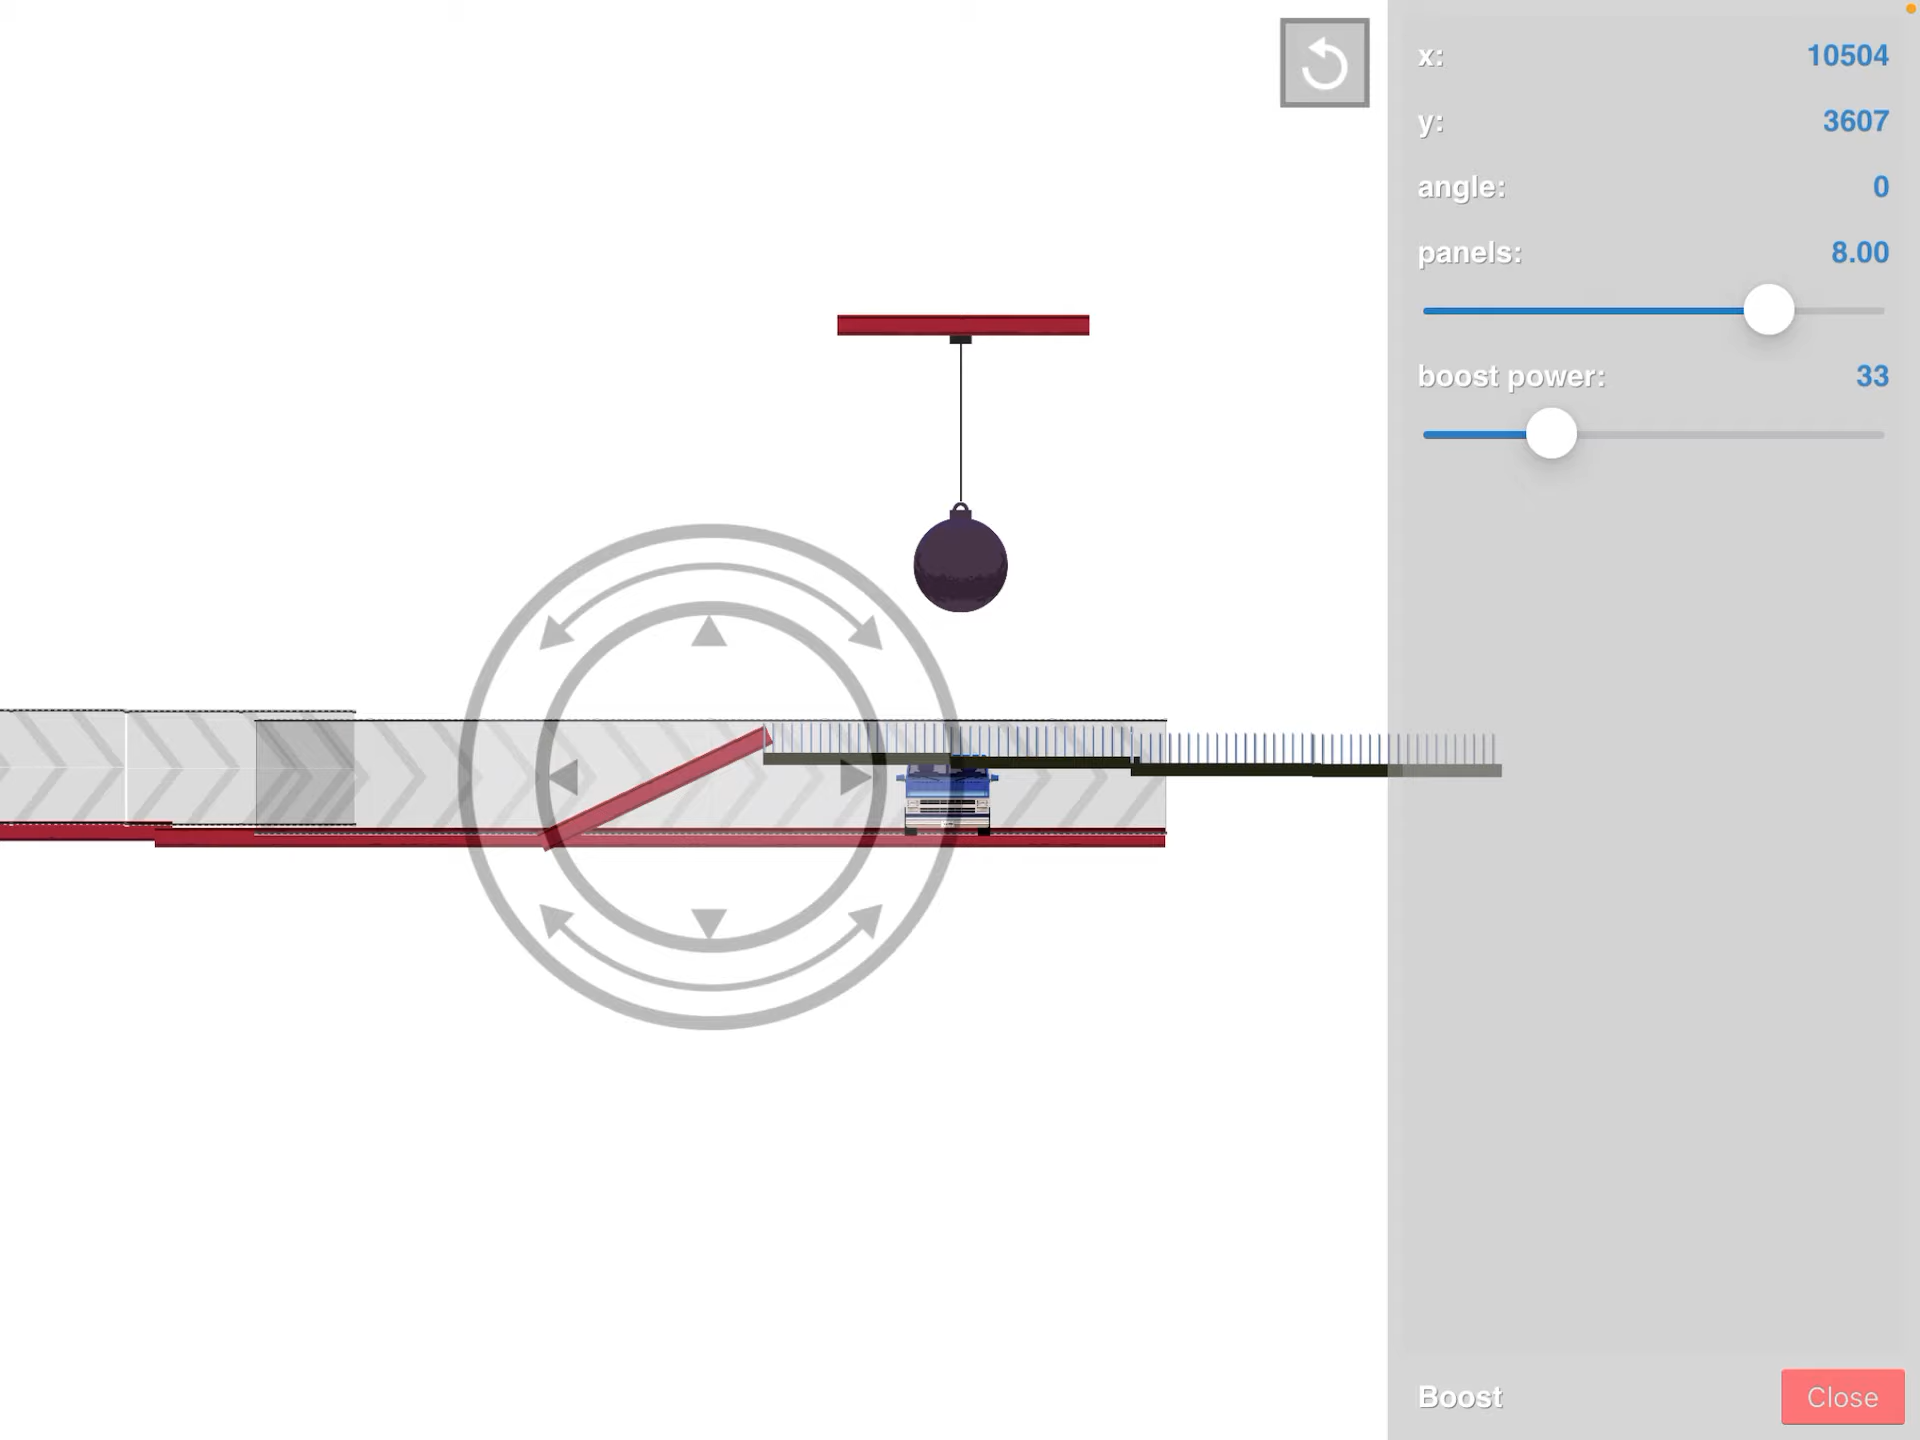 x: 10504
y: 3607
angle: 0
panels: 8.00
boost power: 33
Boost Close